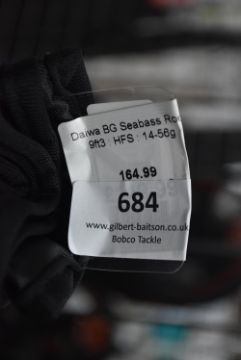 Daiwa BG Seabass Ro
9ft3 : HFS : 14-56g
164.99
684
www.gilbert-baitson.co.uk
Bobco Tackle